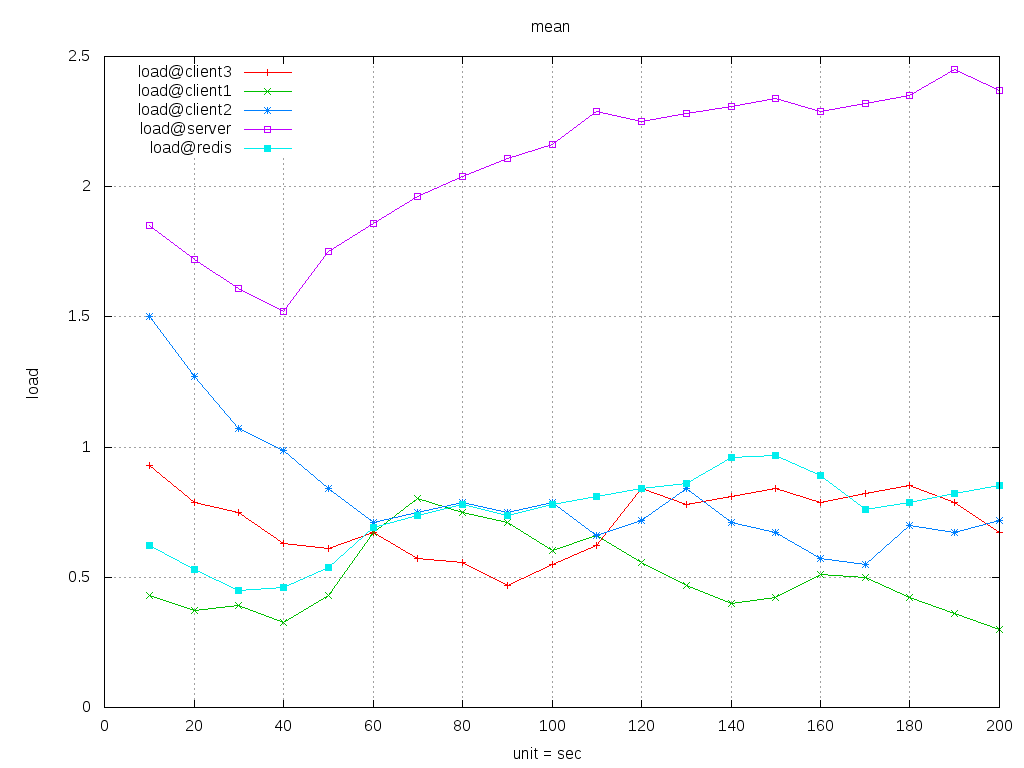 mean
2.5
2
1.5
1
0.5
0
load
load@client3
load@client1
load@client2
load@server
load@redis
0 20 40 60 80 100 120 140 160 180 200
unit = sec